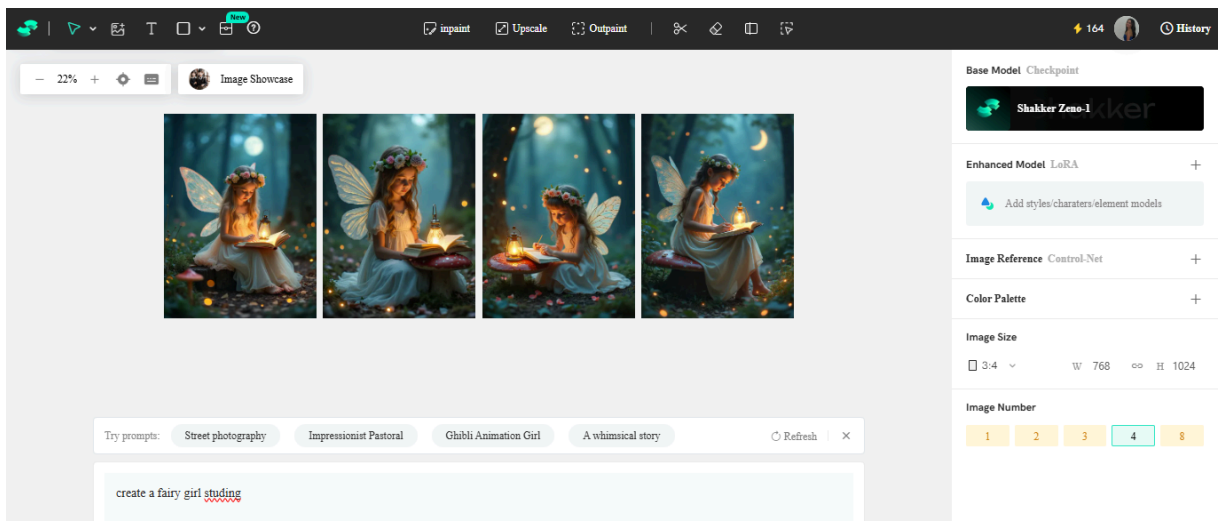 New
T
inpaint
Upscale
Outpaint
164
History
22%
Image Showcase
Base Model Checkpoint
Shakker Zeno-1
Enhanced Model LoRA
Add styles/charaters/element models
Image Reference Control-Net
Color Palette
Image Size
3:4 W 768 H 1024
Image Number
1 2 3 4 8
Try prompts: Street photography Impressionist Pastoral Ghibli Animation Girl A whimsical story Refresh
create a fairy girl studing